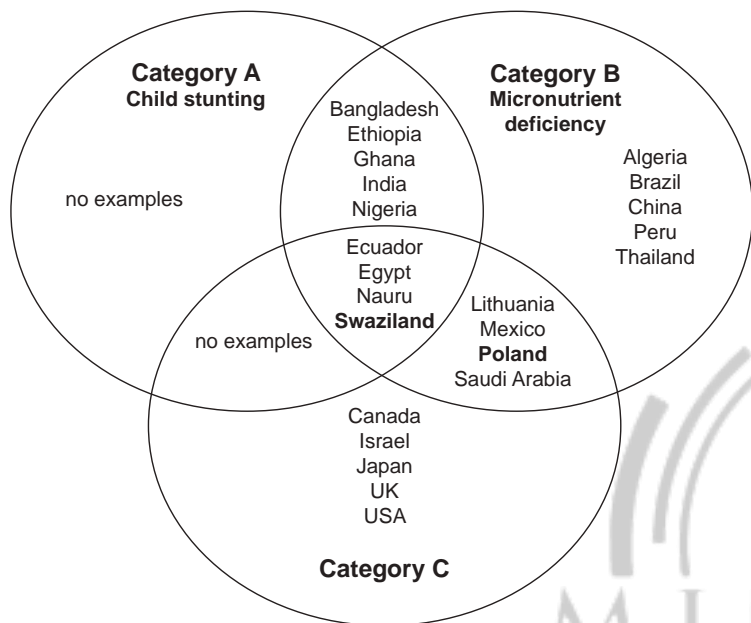 Category A
Child stunting
Category B
Micronutrient
deficiency
Bangladesh
Ethiopia
Ghana
India
Nigeria
Algeria
Brazil
China
Peru
Thailand
no examples
Ecuador
Egypt
Nauru
Swaziland
Lithuania
Mexico
Poland
Saudi Arabia
no examples
Canada
Israel
Japan
UK
USA
Category C